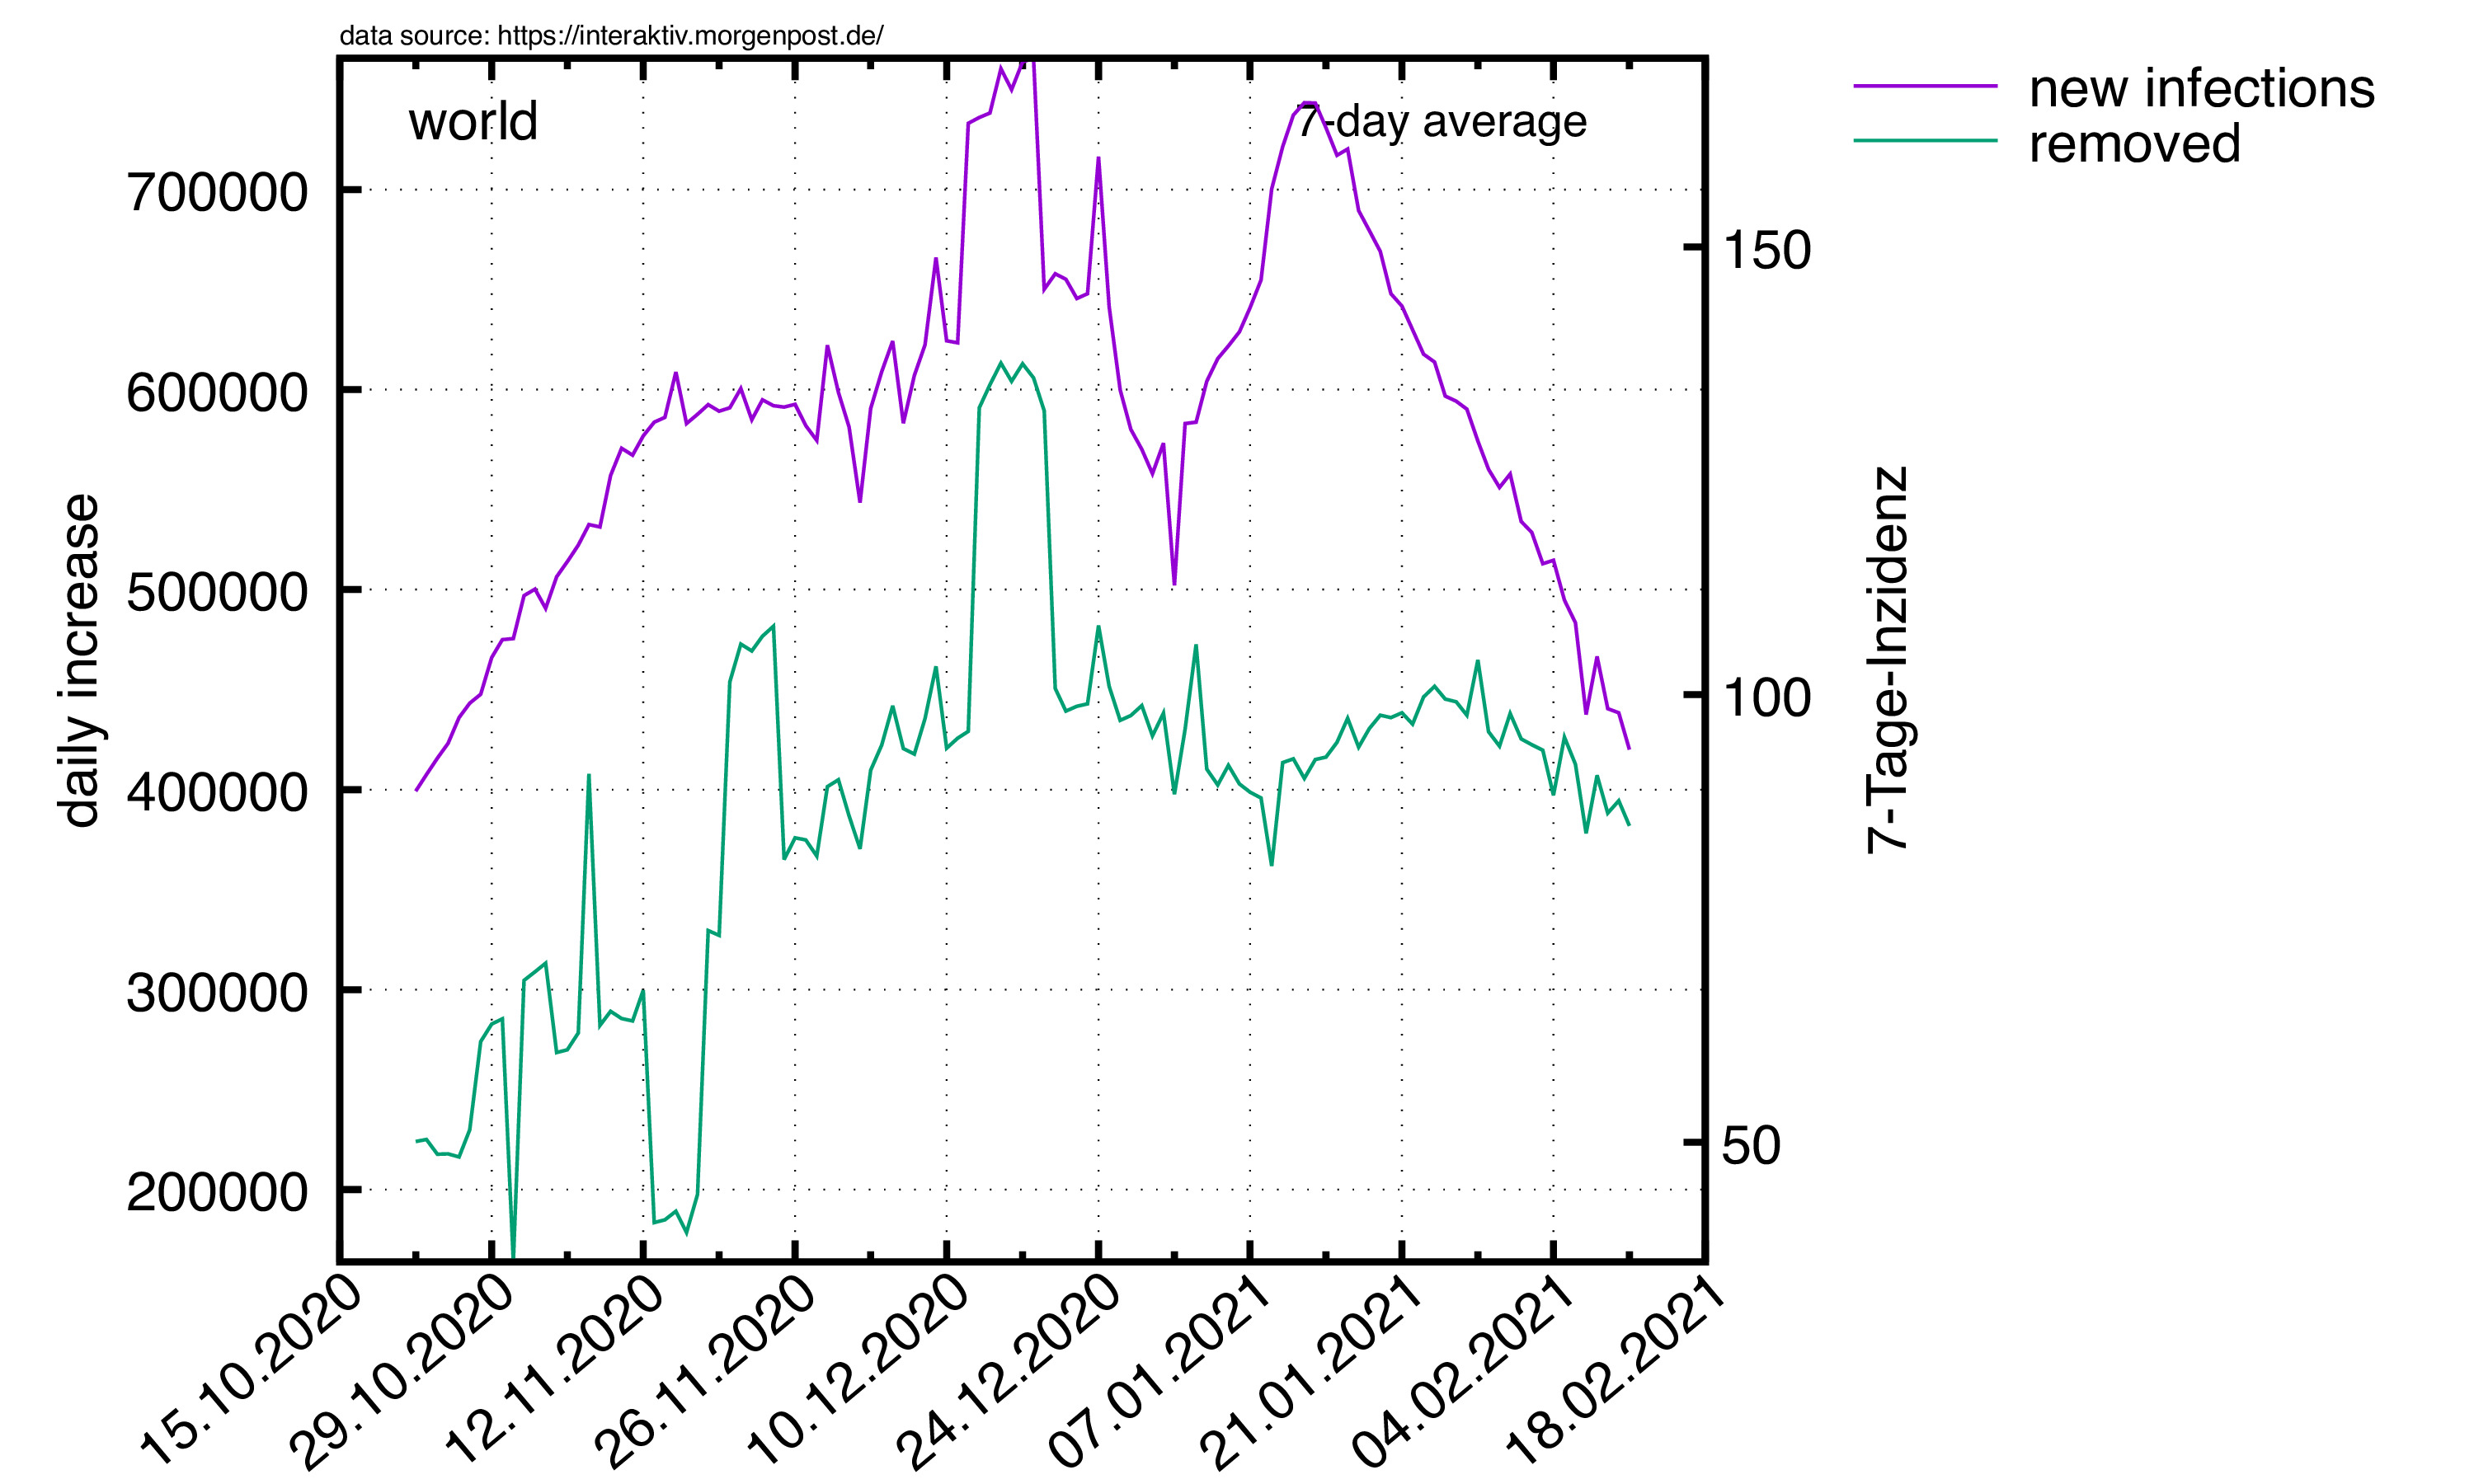 data source: https://interaktiv.morgenpost.de/
world
7-day average
new infections
removed
daily increase
700000
600000
500000
400000
300000
200000
150
100
50
7-Tage-Inzidenz
15.10.2020
29.10.2020
12.11.2020
26.11.2020
10.12.2020
24.12.2020
07.01.2021
21.01.2021
04.02.2021
18.02.2021